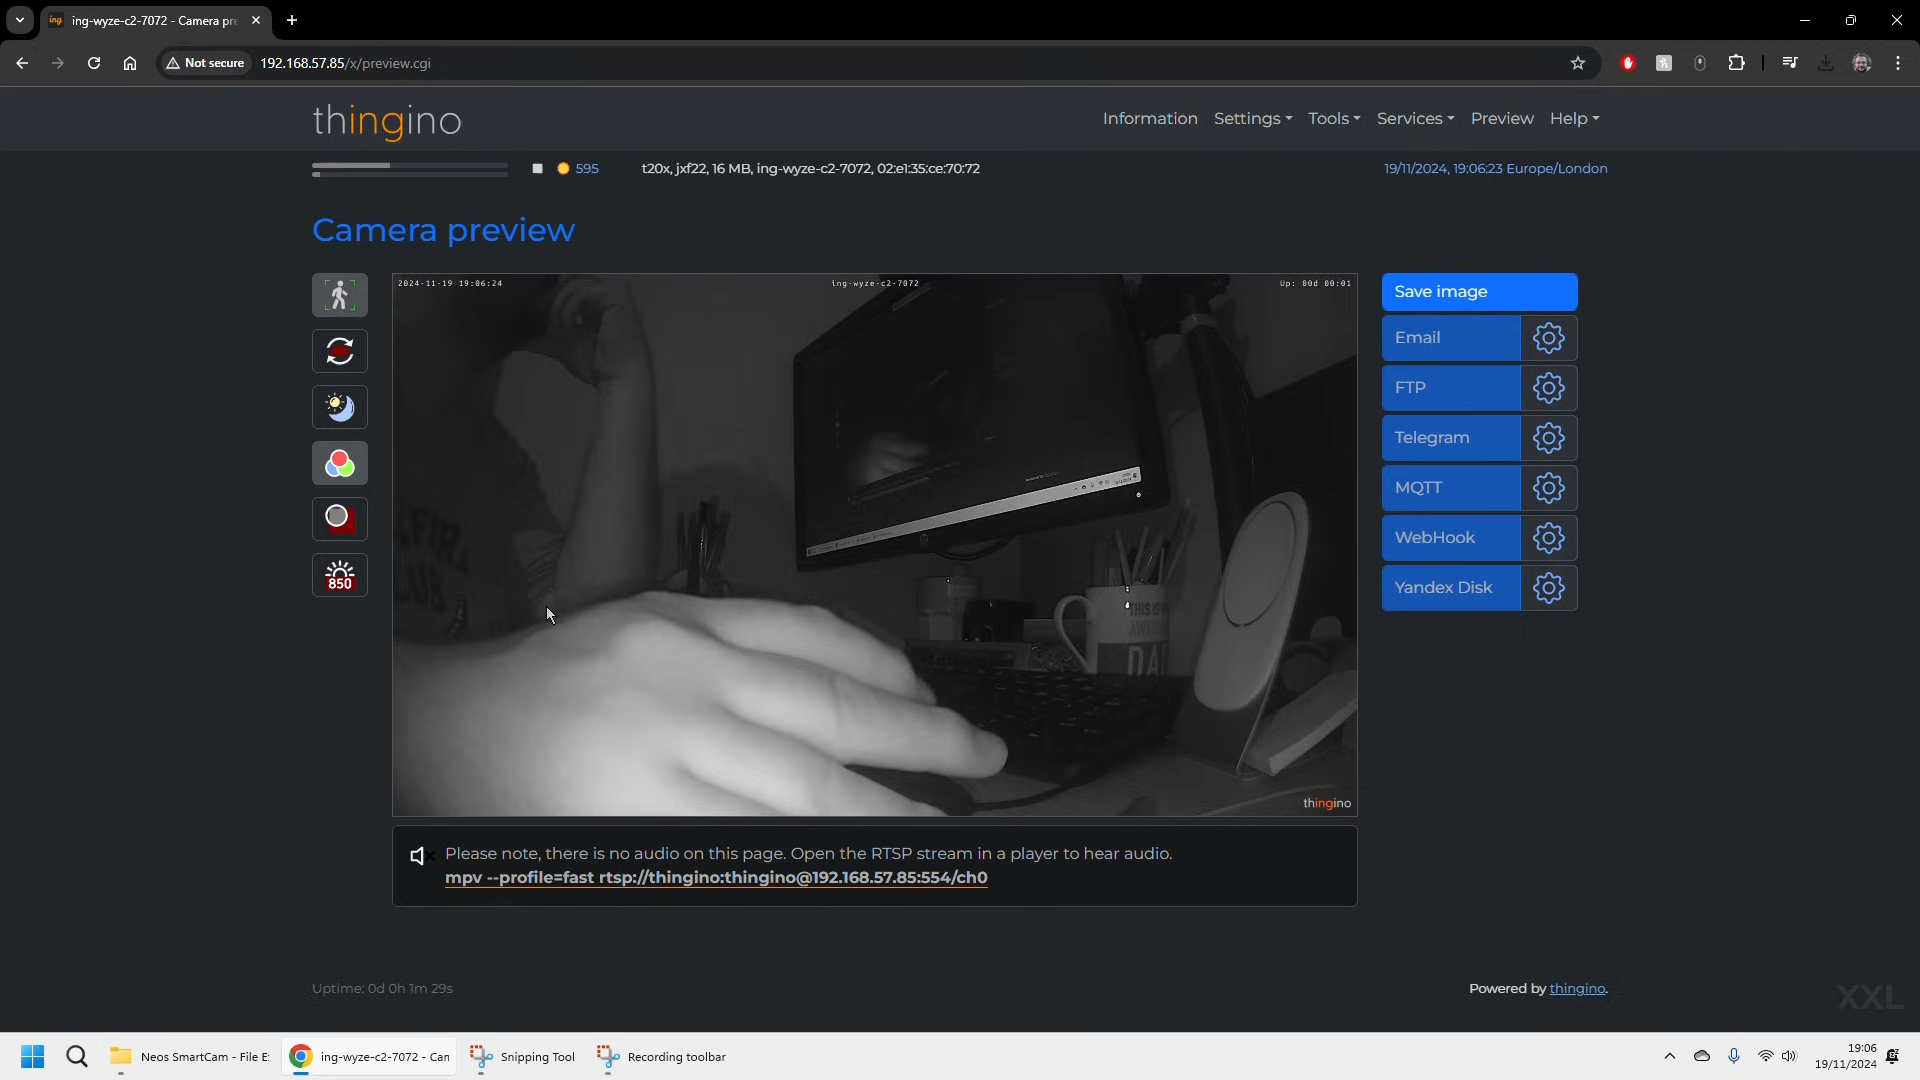 ing-wyze-c2-7072 - Camera pre
Not secure
192.168.57.85/x/preview.cgi
thingino
Information
Settings
Tools
Services
Preview
Help
595
t20x, jxf22, 16 MB, ing-wyze-c2-7072, 02:e1:35:ce:70:72
19/11/2024, 19:06:23 Europe/London
Camera preview
2024-11-19 19:06:24
ing-wyze-c2-7072
Up: 00d 00:01
850
THIS IS
AWESOME
DA
thingino
Save image
Email
FTP
Telegram
MQTT
WebHook
Yandex Disk
Please note, there is no audio on this page. Open the RTSP stream in a player to hear audio.
mpv --profile=fast rtsp://thingino:thingino@192.168.57.85:554/ch0
Uptime: 0d 0h 1m 29s
Powered by thingino.
XXL
Neos SmartCam - File E
ing-wyze-c2-7072 - Can
Snipping Tool
Recording toolbar
19:06
19/11/2024